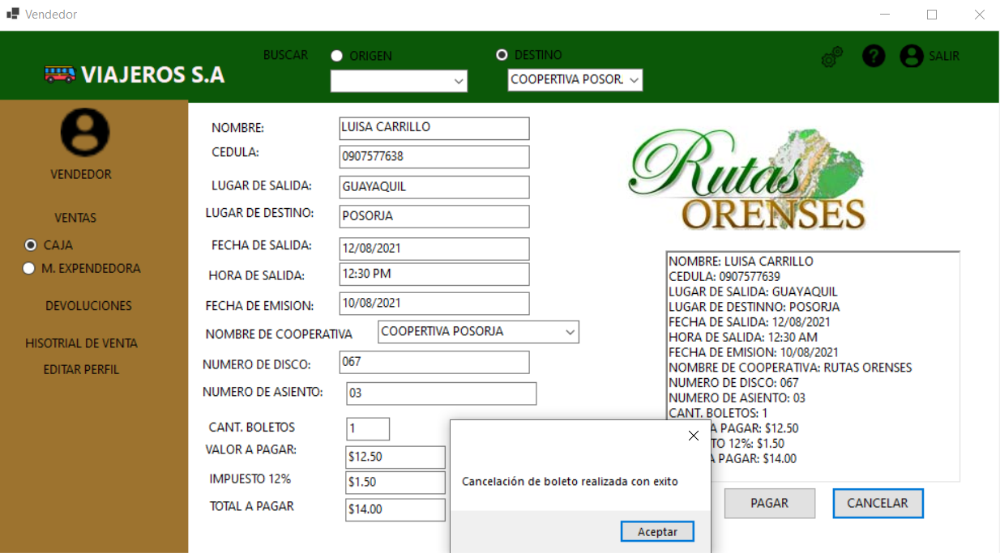 Vendedor
BUSCAR ORIGEN DESTINO SALIR
VIAJEROS S.A
COOPERTIVA POSORJ
VENDEDOR
VENTAS
CAJA
M. EXPENDEDORA
DEVOLUCIONES
HISOTRIAL DE VENTA
EDITAR PERFIL
NOMBRE: LUISA CARRILLO
CEDULA: 0907577638
LUGAR DE SALIDA: GUAYAQUIL
LUGAR DE DESTINO: POSORJA
FECHA DE SALIDA: 12/08/2021
HORA DE SALIDA: 12:30 PM
FECHA DE EMISION: 10/08/2021
NOMBRE DE COOPERATIVA COOPERTIVA POSORJA
NUMERO DE DISCO: 067
NUMERO DE ASIENTO: 03
CANT. BOLETOS 1
VALOR A PAGAR: $12.50
IMPUESTO 12% $1.50
TOTAL A PAGAR $14.00
Rutas
ORENSES
NOMBRE: LUISA CARRILLO
CEDULA: 0907577639
LUGAR DE SALIDA: GUAYAQUIL
LUGAR DE DESTINNO: POSORJA
FECHA DE SALIDA: 12/08/2021
HORA DE SALIDA: 12:30 AM
FECHA DE EMISION: 10/08/2021
NOMBRE DE COOPERATIVA: RUTAS ORENSES
NUMERO DE DISCO: 067
NUMERO DE ASIENTO: 03
CANT. BOLETOS: 1
A PAGAR: $12.50
TO 12%: $1.50
A PAGAR: $14.00
Cancelación de boleto realizada con exito
Aceptar
PAGAR CANCELAR